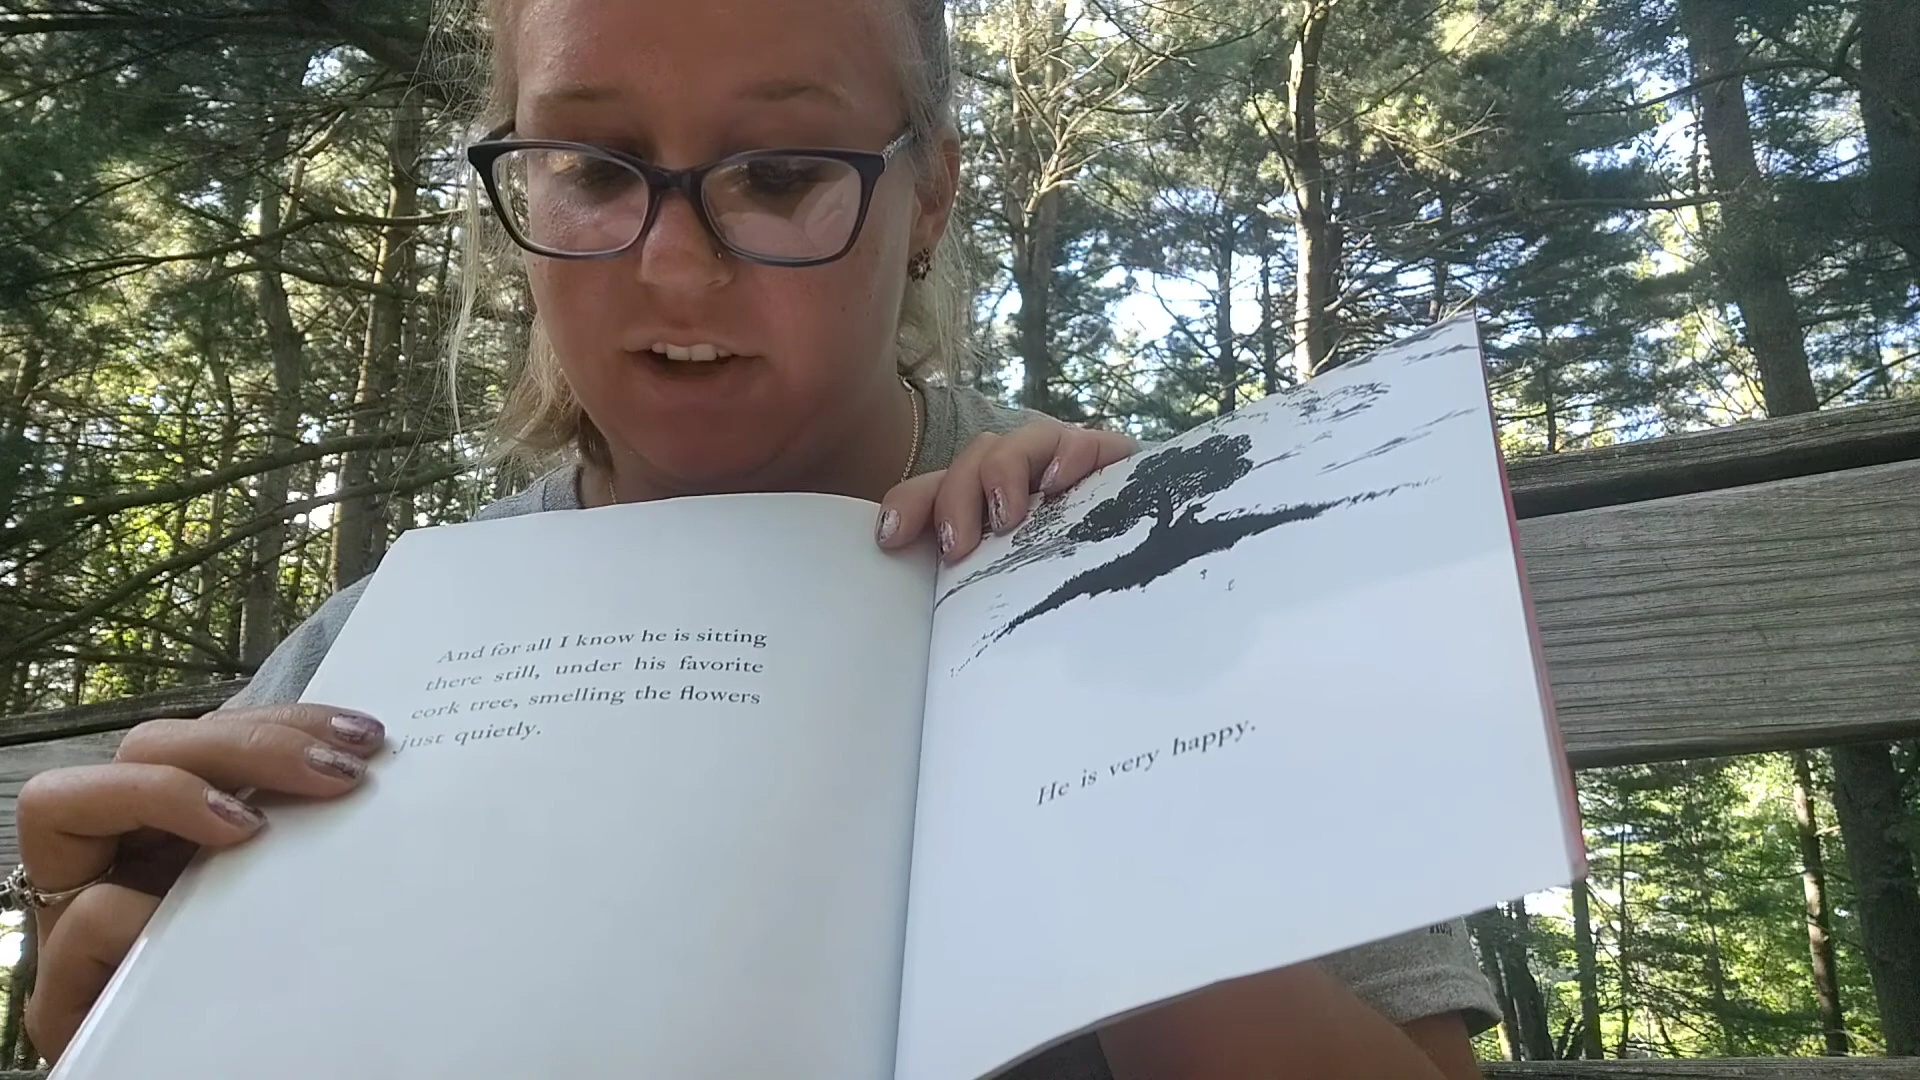 And for all I know he is sitting
there still, under his favorite
cork tree, smelling the flowers
just quietly.
He is very happy.